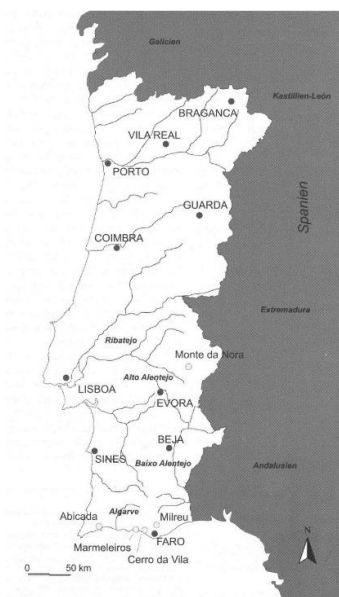 Galicien
Kastillien-León
BRAGANCA
VILA REAL
PORTO
GUARDA
Spanien
COIMBRA
Extremadura
Ribatejo
Monte da Nora
Alto Alentejo
LISBOA
EVORA
BEJA
SINES
Baixo Alentejo
Andalusien
Algarve
Abicada
Milreu
Marmeleiros
FARO
Cerro da Vila
N
0 50 km